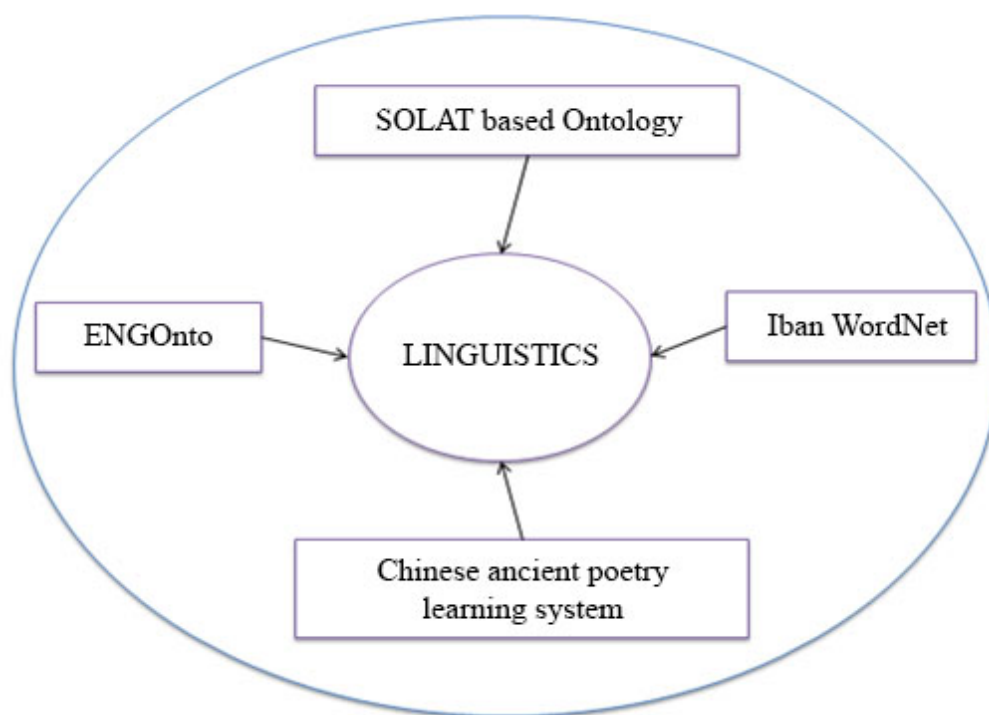 SOLAT based Ontology
ENGOnto
LINGUISTICS
Iban WordNet
Chinese ancient poetry
learning system